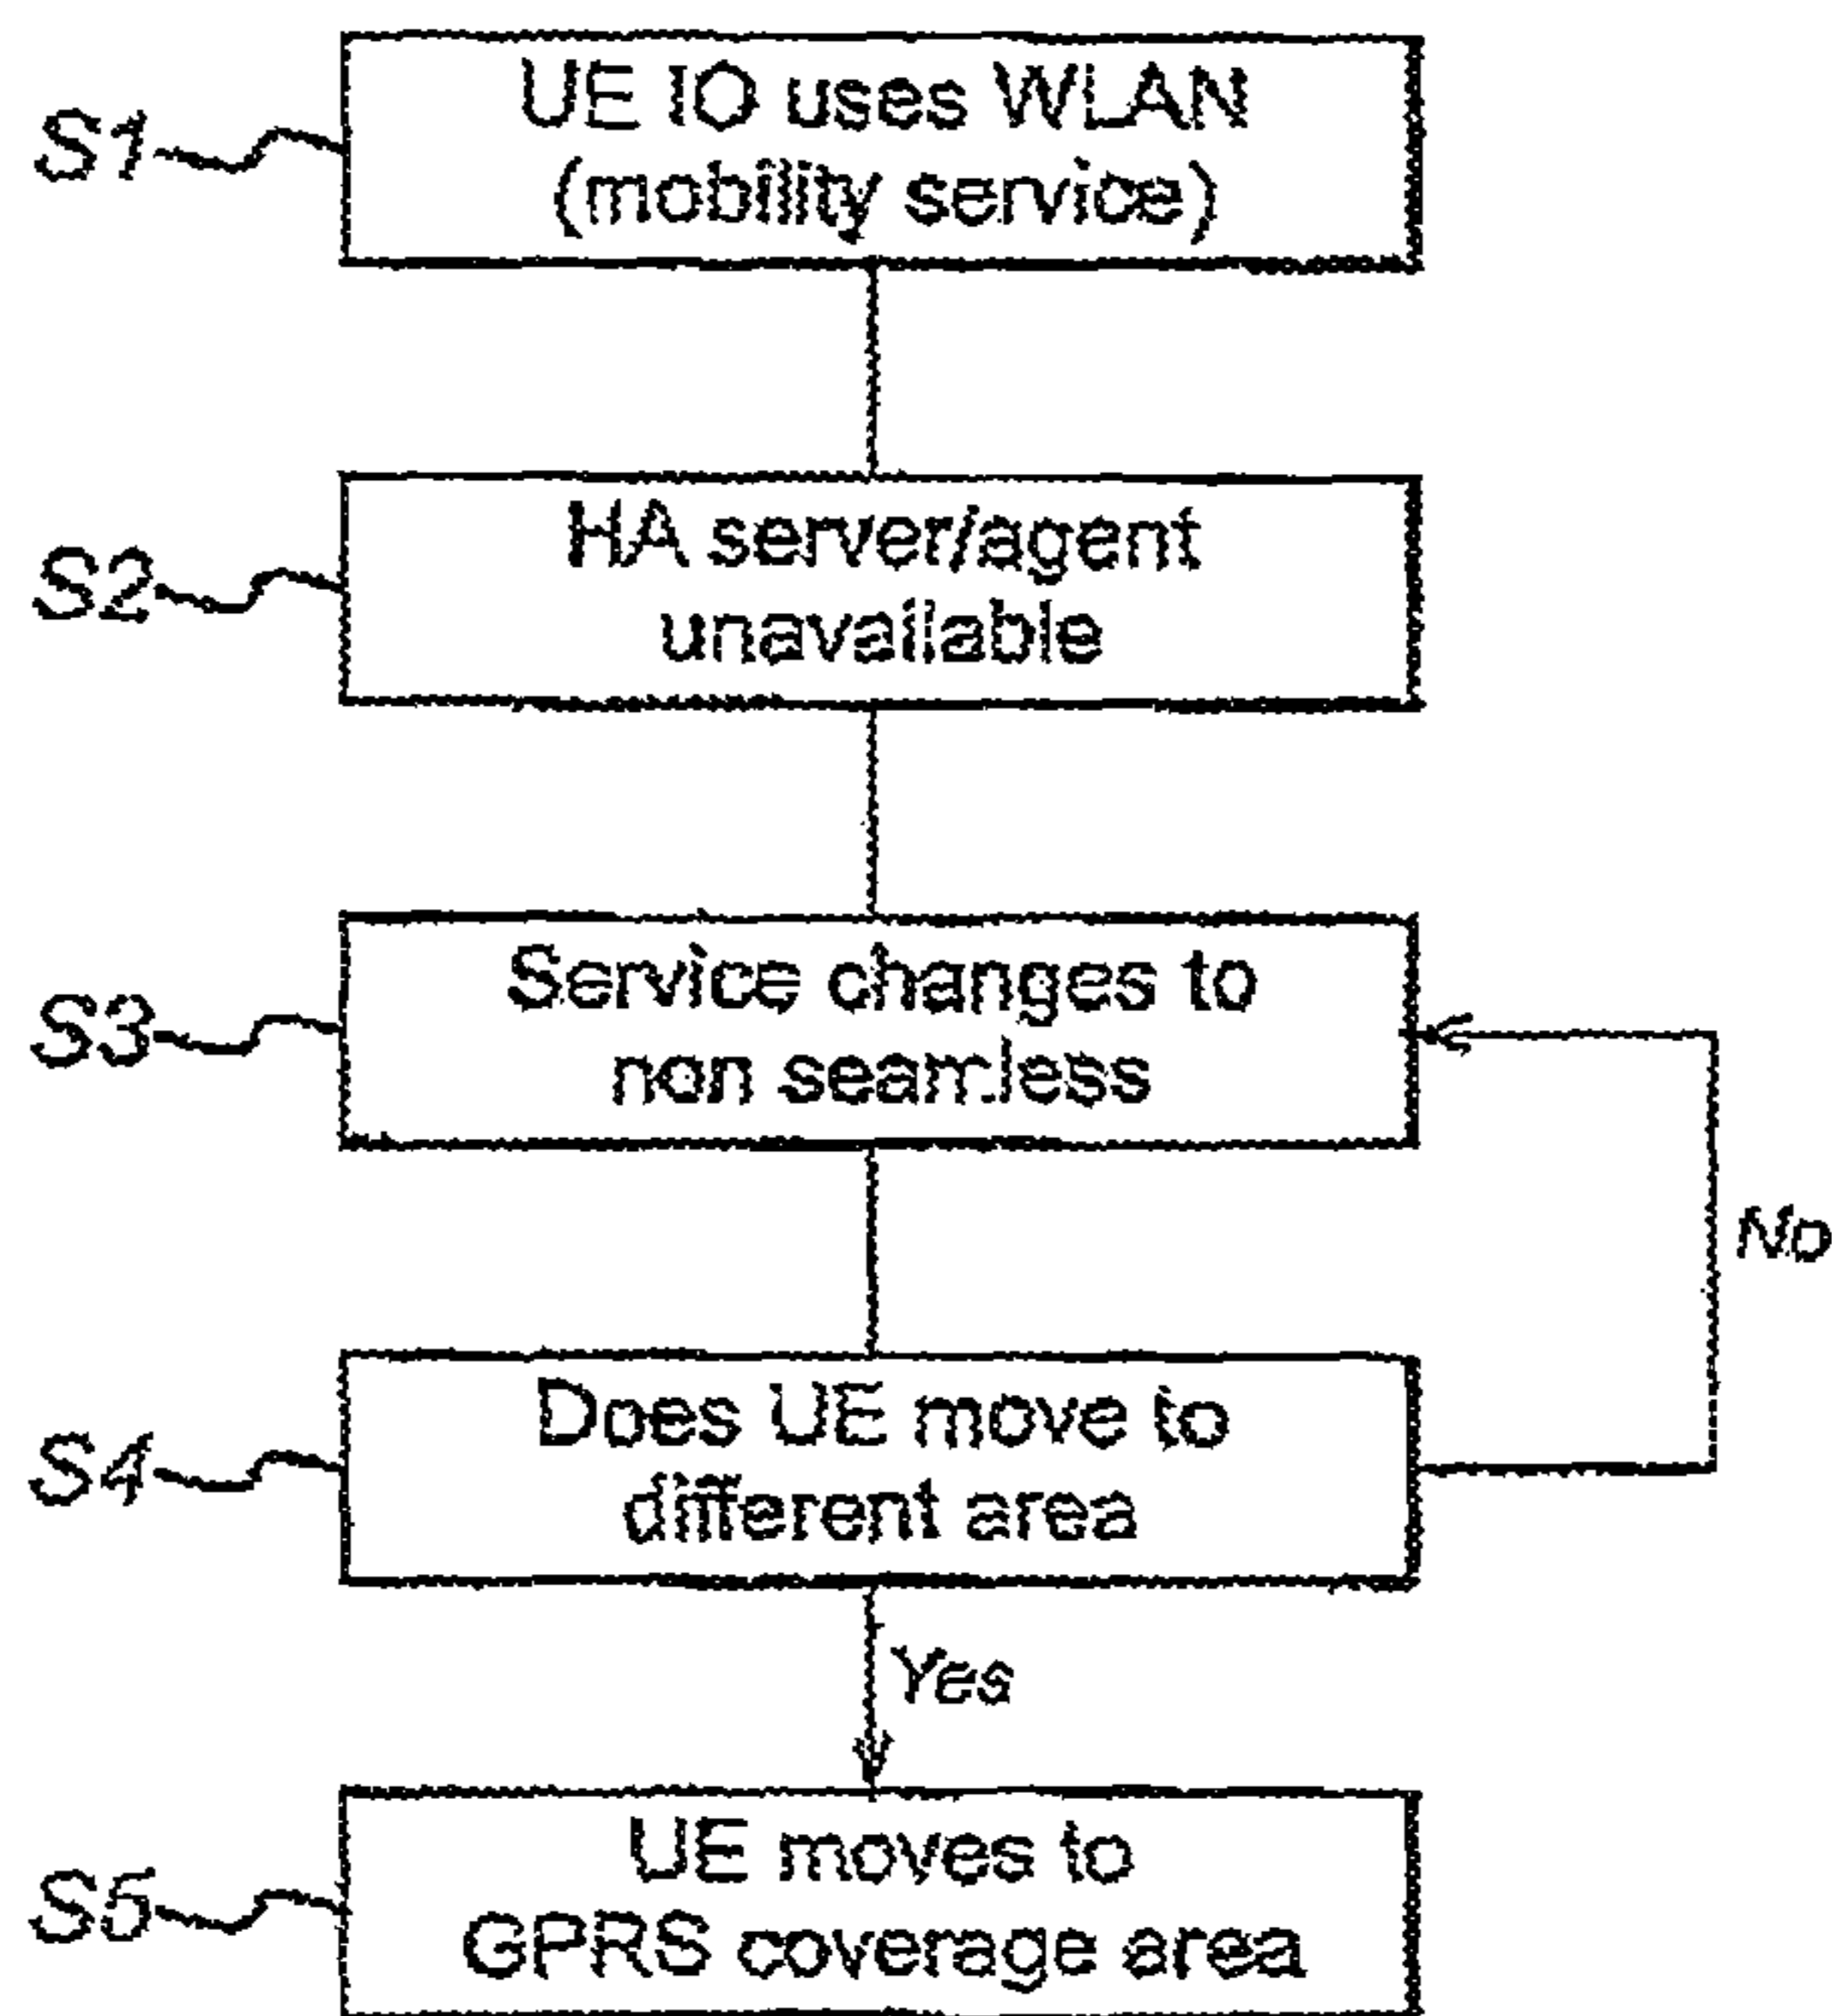 S1
UE IO uses WLAN
(mobility service)
S2
HA server/agent
unavailable
S3
Service changes to
non seamless
No
S4
Does UE move to
different area
Yes
S5
UE moves to
GPRS coverage area